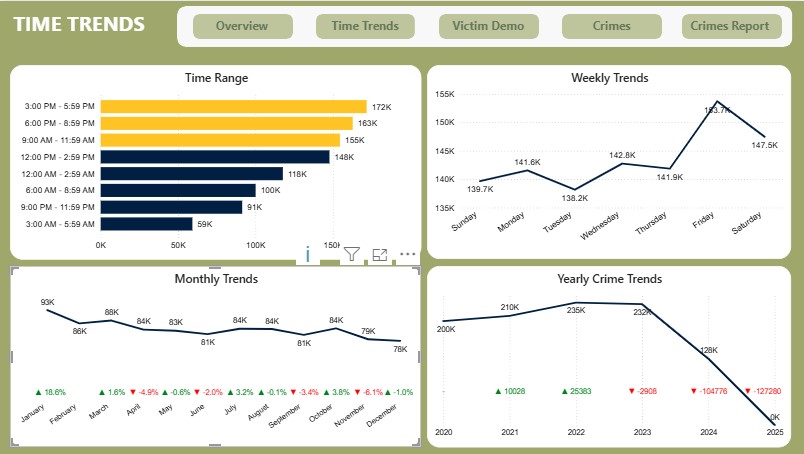 TIME TRENDS
Overview
Time Trends
Victim Demo
Crimes
Crimes Report
Time Range
3:00 PM - 5:59 PM 172K
6:00 PM - 8:59 PM 163K
9:00 AM - 11:59 AM 155K
12:00 PM - 2:59 PM 148K
12:00 AM - 2:59 AM 118K
6:00 AM - 8:59 AM 100K
9:00 PM - 11:59 PM 91K
3:00 AM - 5:59 AM 59K
0K 50K 100K
Weekly Trends
155K
150K
145K
140K
135K
139.7K 141.6K 138.2K 142.8K 141.9K 153.7K 147.5K
Sunday Monday Tuesday Wednesday Thursday Friday Saturday
Monthly Trends
93K 86K 88K 84K 83K 81K 84K 84K 81K 84K 79K 78K
▲ 18.6% ▲ 1.6% ▼ -4.9% ▲ -0.6% ▼ -2.0% ▲ 3.2% ▲ -0.1% ▼ -3.4% ▲ 3.8% ▼ -6.1% ▲ -1.0%
January February March April May June July August September October November December
Yearly Crime Trends
200K 210K 235K 232K 128K 0K
- ▲ 10028 ▲ 25383 ▼ -2908 ▼ -104776 ▼ -127280
2020 2021 2022 2023 2024 2025